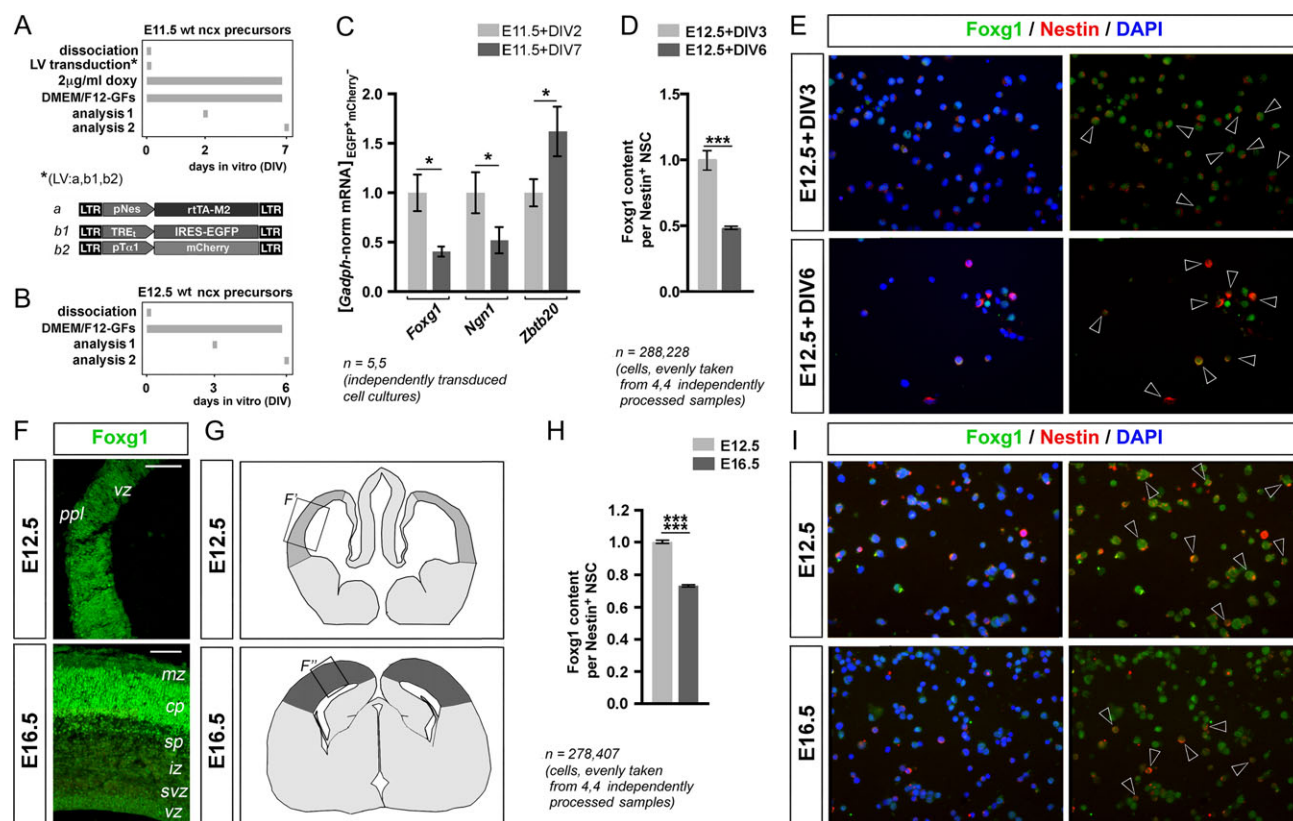 A
E11.5 wt ncx precursors
dissociation
LV transduction*
2μg/ml doxy
DMEM/F12-GFs
analysis 1
analysis 2
0 2 7
days in vitro (DIV)
*(LV:a,b1,b2)
a LTR pNes rtTA-M2 LTR
b1 LTR TREt IRES-EGFP LTR
b2 LTR pTα1 mCherry LTR
B
E12.5 wt ncx precursors
dissociation
DMEM/F12-GFs
analysis 1
analysis 2
0 3 6
days in vitro (DIV)
C
E11.5+DIV2
E11.5+DIV7
[Gadph-norm mRNA]EGFP+mCherry-
2.0
1.5
1.0
0.5
0.0
* * *
Foxg1 Ngn1 Zbtb20
n = 5,5
(independently transduced
cell cultures)
D
E12.5+DIV3
E12.5+DIV6
Foxg1 content
per Nestin+ NSC
1.5
1.0
0.5
0.0
***
n = 288,228
(cells, evenly taken
from 4,4 independently
processed samples)
E
Foxg1 / Nestin / DAPI
E12.5+DIV3
E12.5+DIV6
F
Foxg1
E12.5
vz
ppl
E16.5
mz
cp
sp
iz
svz
vz
G
E12.5
F'
E16.5
F''
H
E12.5
E16.5
Foxg1 content
per Nestin+ NSC
1.2
1.0
0.8
0.6
0.4
0.2
0.0
***
***
n = 278,407
(cells, evenly taken
from 4,4 independently
processed samples)
I
Foxg1 / Nestin / DAPI
E12.5
E16.5